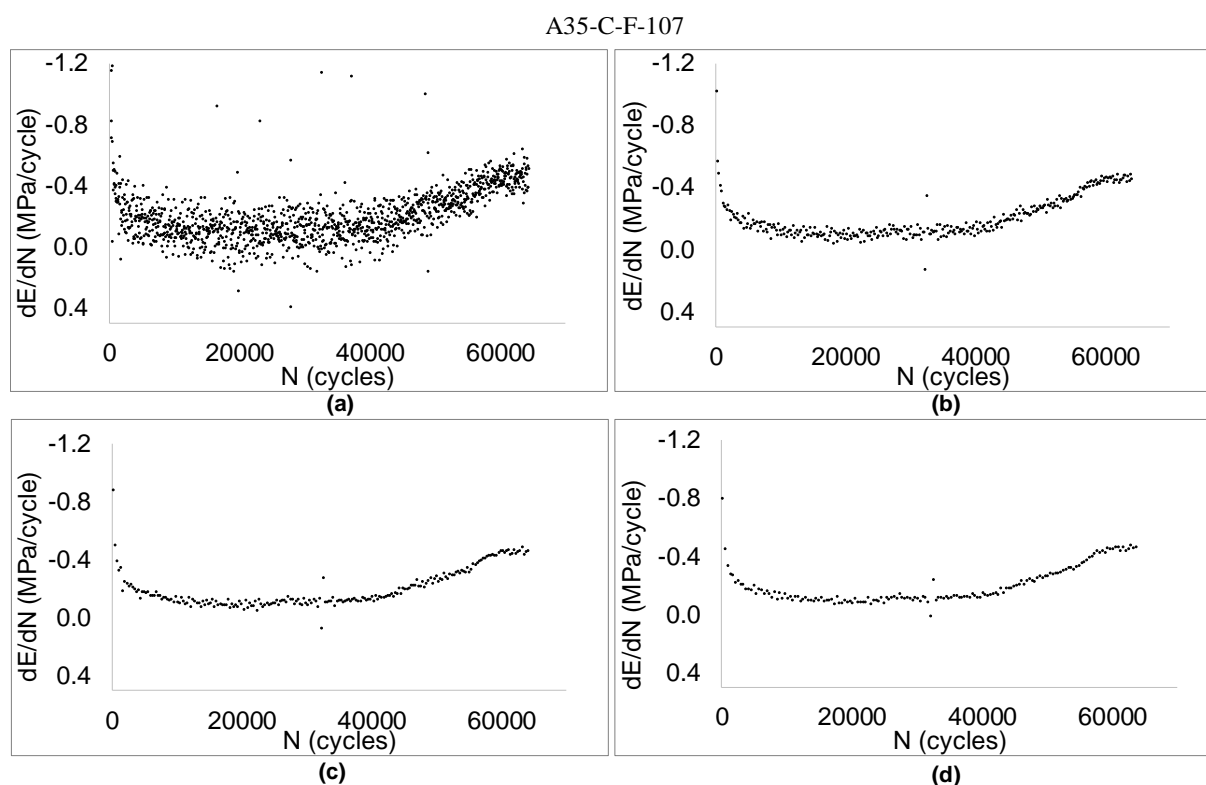 A35-C-F-107
-1.2
-0.8
-0.4
0.0
0.4
dE/dN (MPa/cycle)
0 20000 40000 60000
N (cycles)
(a)
-1.2
-0.8
-0.4
0.0
0.4
dE/dN (MPa/cycle)
0 20000 40000 60000
N (cycles)
(b)
-1.2
-0.8
-0.4
0.0
0.4
dE/dN (MPa/cycle)
0 20000 40000 60000
N (cycles)
(c)
-1.2
-0.8
-0.4
0.0
0.4
dE/dN (MPa/cycle)
0 20000 40000 60000
N (cycles)
(d)